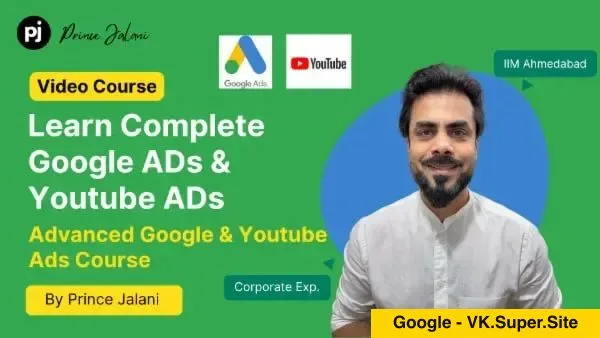 pj Prince Jalani
Google Ads
YouTube
IIM Ahmedabad
Video Course
Learn Complete
Google ADs &
Youtube ADs
Advanced Google & Youtube
Ads Course
Corporate Exp.
By Prince Jalani
Google - VK.Super.Site